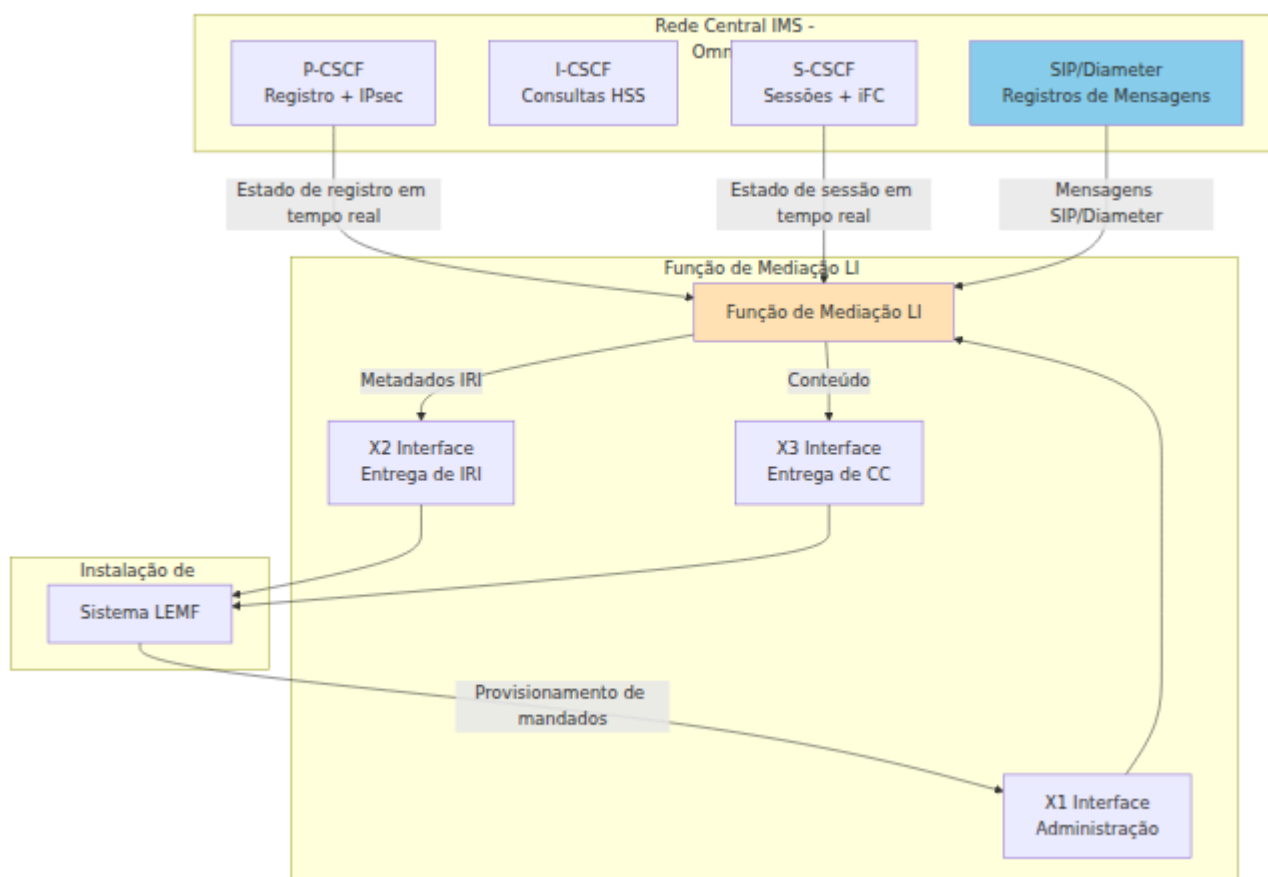 Rede Central IMS -
P-CSCF
Registro + IPsec
I-CSCF
Consultas HSS
S-CSCF
Sessões + iFC
SIP/Diameter
Registros de Mensagens
Estado de registro em
tempo real
Estado de sessão em
tempo real
Mensagens
SIP/Diameter
Função de Mediação LI
Função de Mediação LI
Metadados IRI
Conteúdo
X2 Interface
Entrega de IRI
X3 Interface
Entrega de CC
Instalação de
Sistema LEMF
Provisionamento de
mandados
X1 Interface
Administração